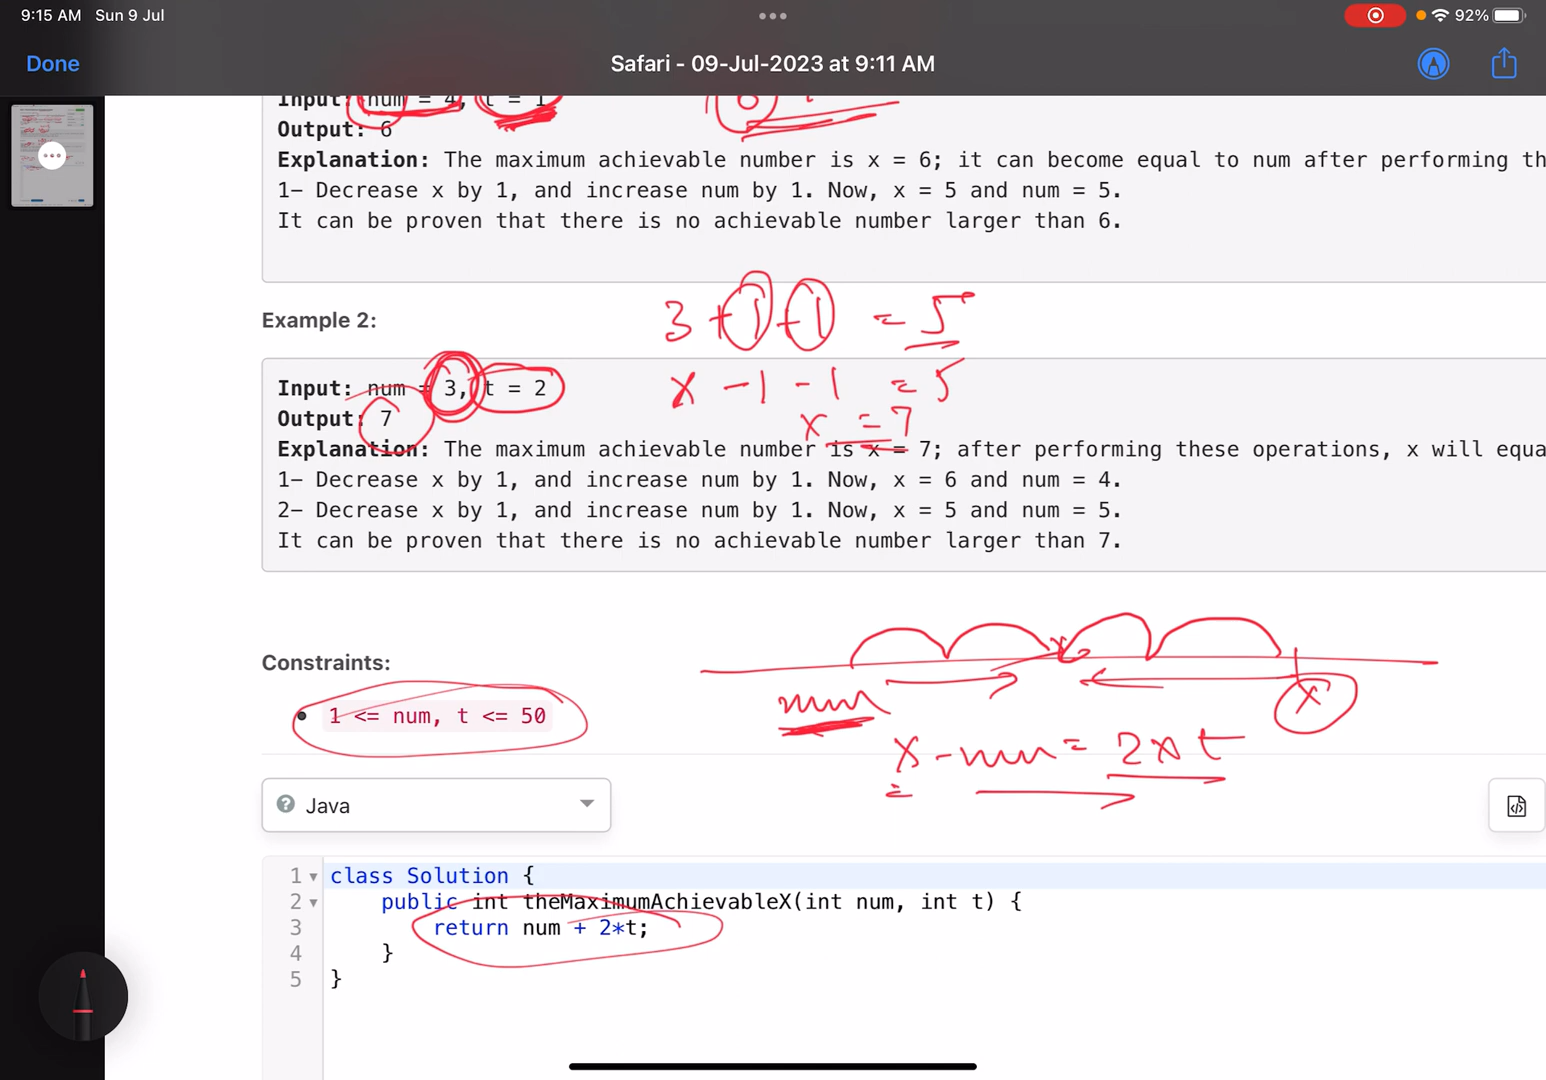 9:15 AM Sun 9 Jul
92%
Done
Safari - 09-Jul-2023 at 9:11 AM
Input: num = 4, t = 1
6
Output: 6
Explanation: The maximum achievable number is x = 6; it can become equal to num after performing th
1- Decrease x by 1, and increase num by 1. Now, x = 5 and num = 5.
It can be proven that there is no achievable number larger than 6.
3 + 1 + 1 = 5
Example 2:
x - 1 - 1 = 5
Input: num = 3, t = 2
x = 7
Output: 7
Explanation: The maximum achievable number is x = 7; after performing these operations, x will equa
1- Decrease x by 1, and increase num by 1. Now, x = 6 and num = 4.
2- Decrease x by 1, and increase num by 1. Now, x = 5 and num = 5.
It can be proven that there is no achievable number larger than 7.
Constraints:
num
x
1 <= num, t <= 50
x - num = 2 x t
Java
1 class Solution {
2 public int theMaximumAchievableX(int num, int t) {
3 return num + 2*t;
4 }
5 }